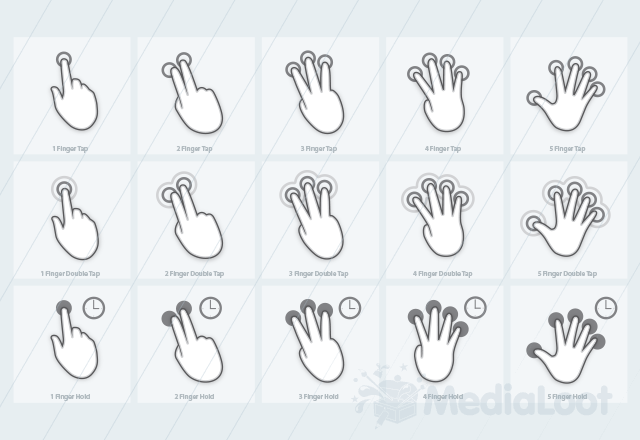 1 Finger Tap
2 Finger Tap
3 Finger Tap
4 Finger Tap
5 Finger Tap
1 Finger Double Tap
2 Finger Double Tap
3 Finger Double Tap
4 Finger Double Tap
5 Finger Double Tap
1 Finger Hold
2 Finger Hold
3 Finger Hold
4 Finger Hold
5 Finger Hold
MediaLoot